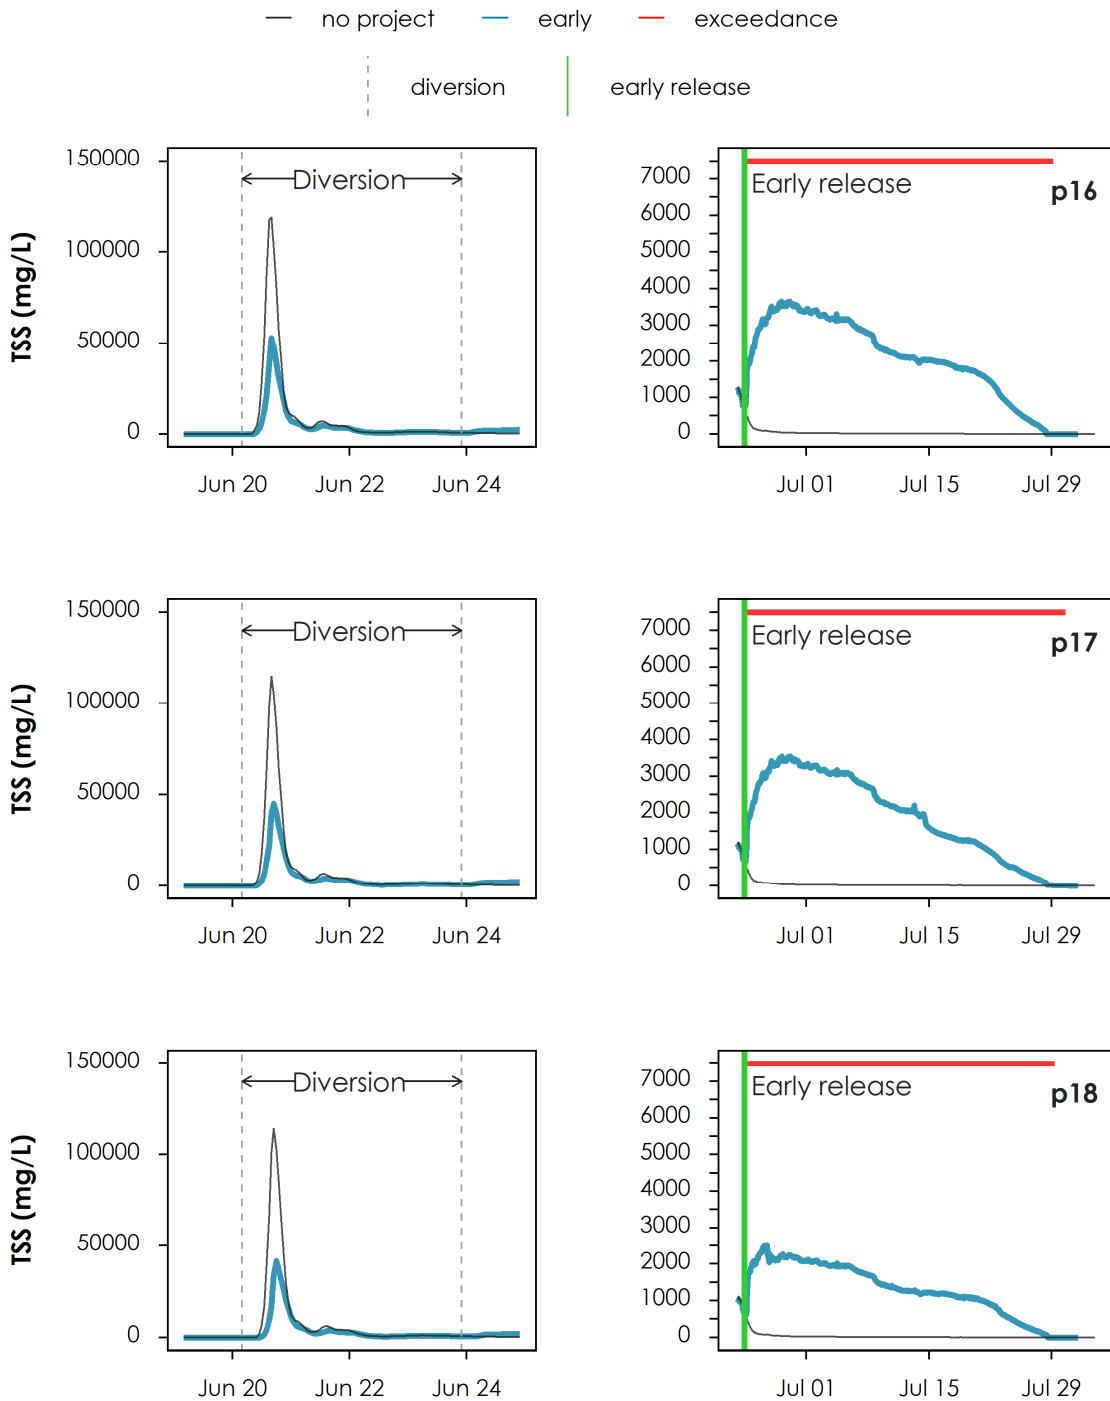 no project early exceedance
diversion early release
150000
100000
50000
0
TSS (mg/L)
Diversion
Jun 20 Jun 22 Jun 24
7000
6000
5000
4000
3000
2000
1000
0
Early release
p16
Jul 01 Jul 15 Jul 29
150000
100000
50000
0
TSS (mg/L)
Diversion
Jun 20 Jun 22 Jun 24
7000
6000
5000
4000
3000
2000
1000
0
Early release
p17
Jul 01 Jul 15 Jul 29
150000
100000
50000
0
TSS (mg/L)
Diversion
Jun 20 Jun 22 Jun 24
7000
6000
5000
4000
3000
2000
1000
0
Early release
p18
Jul 01 Jul 15 Jul 29